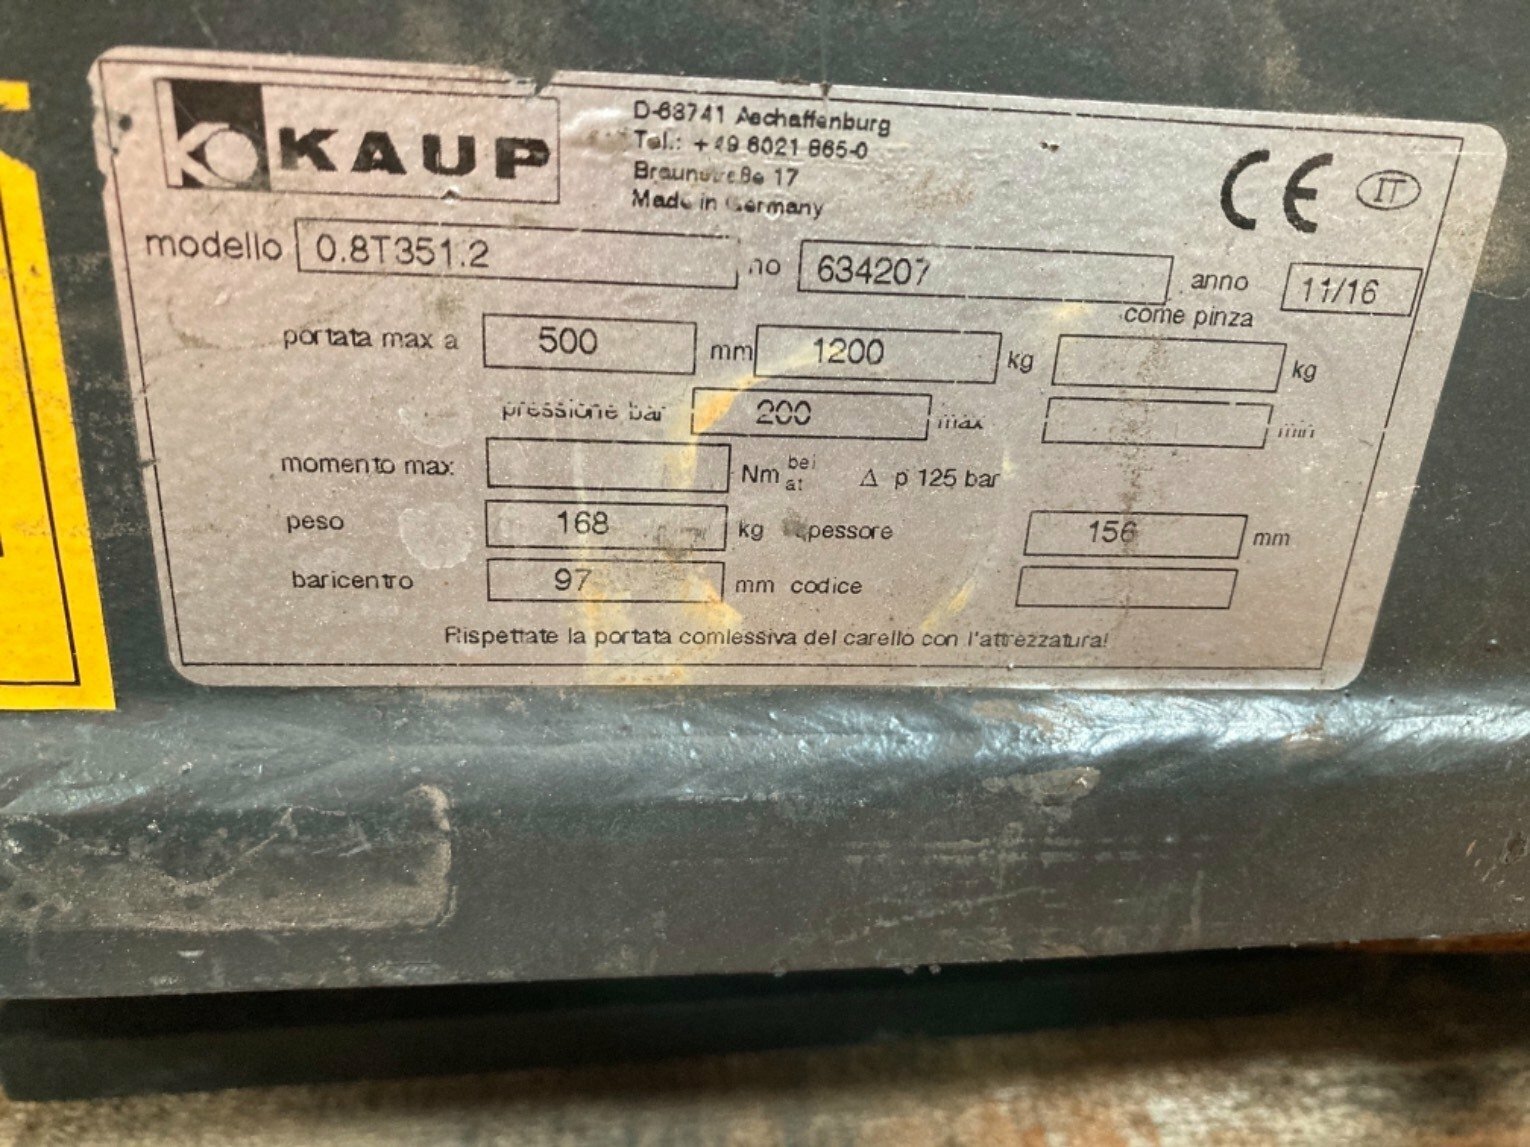 KAUP
D-63741 Aschaffenburg
Tel.: +49 6021 865-0
Braunstraße 17
Made in Germany
CE IT
modello 0.8T351.2 no 634207 anno 11/16
come pinza
portata max a 500 mm 1200 kg kg
pressione bar 200 max min
momento max Nm bei at Δ p 125 bar
peso 168 kg spessore 156 mm
baricentro 97 mm codice
Rispettate la portata comlessiva del carello con l'attrezzatura!